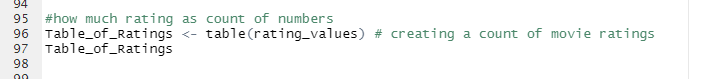 94
95 #how much rating as count of numbers
96 Table_of_Ratings <- table(rating_values) # creating a count of movie ratings
97 Table_of_Ratings
98
99